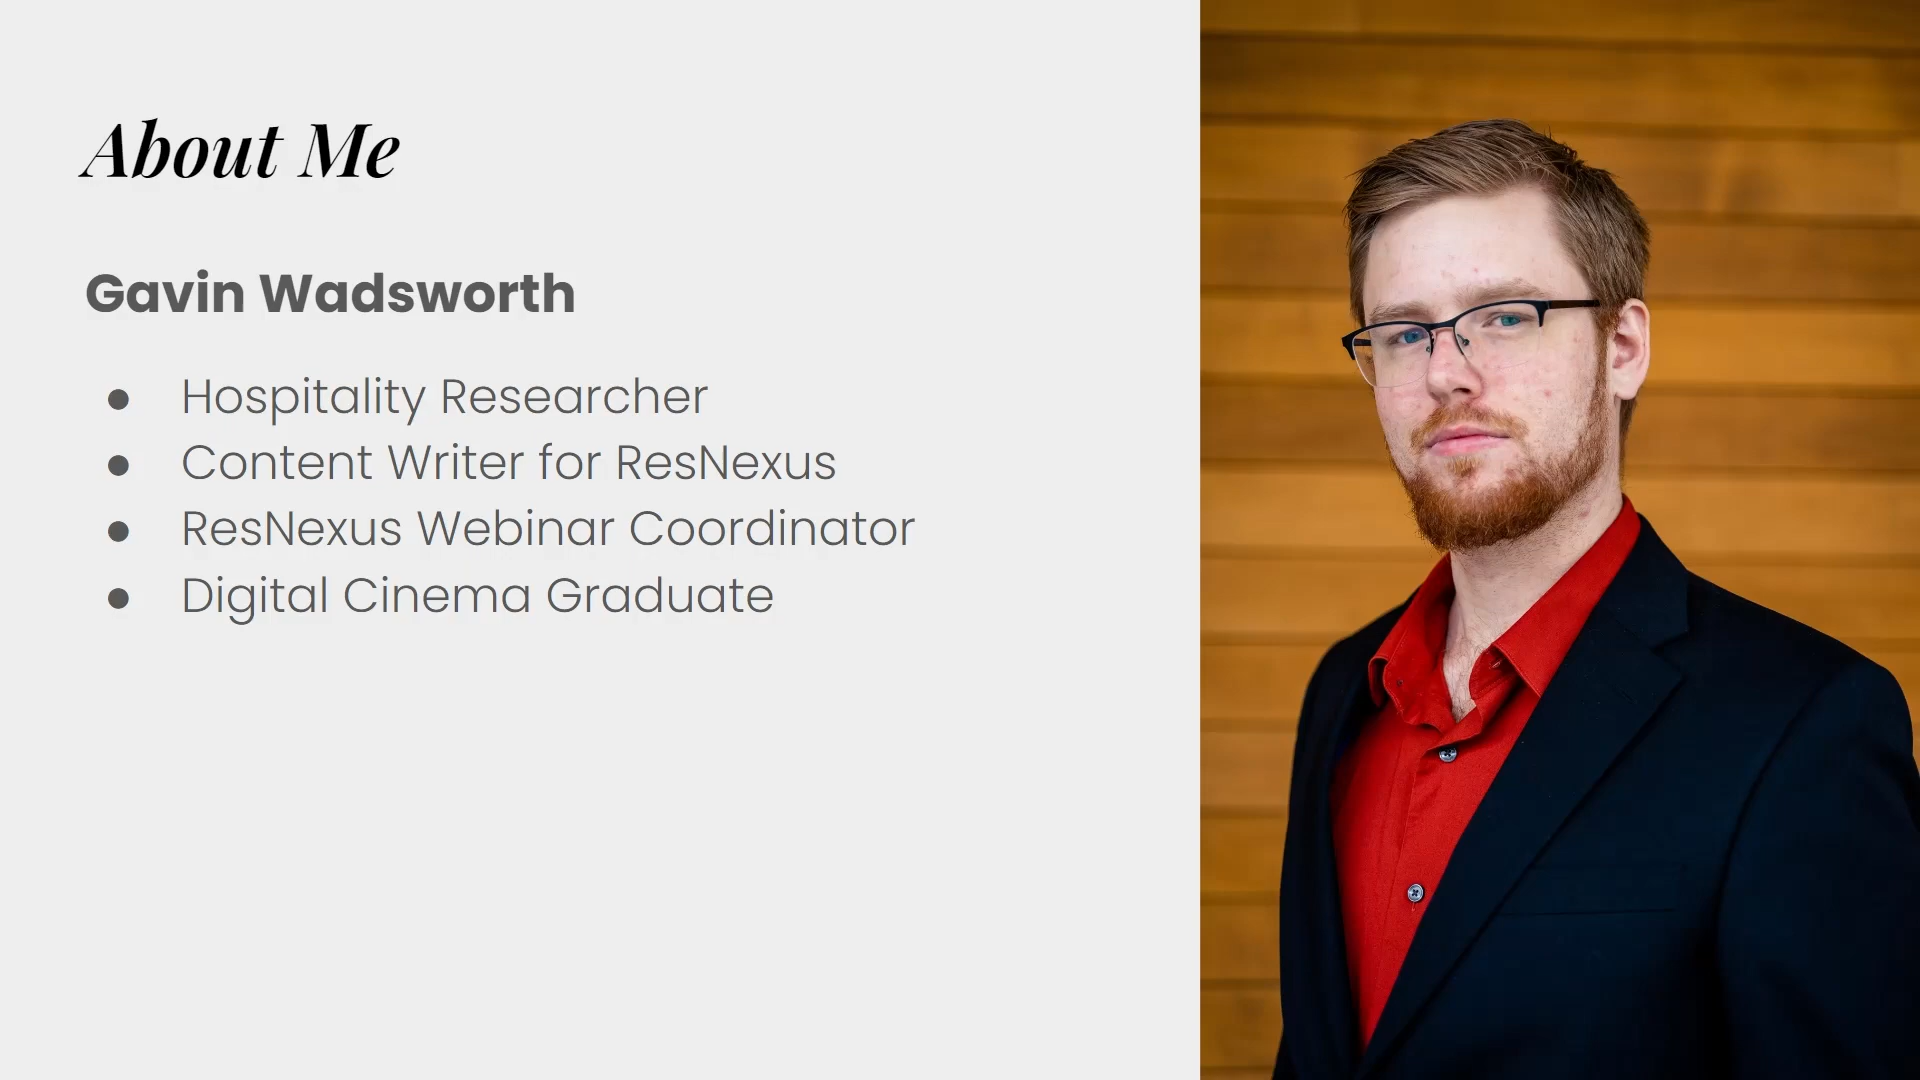 About Me
Gavin Wadsworth
● Hospitality Researcher
● Content Writer for ResNexus
● ResNexus Webinar Coordinator
● Digital Cinema Graduate